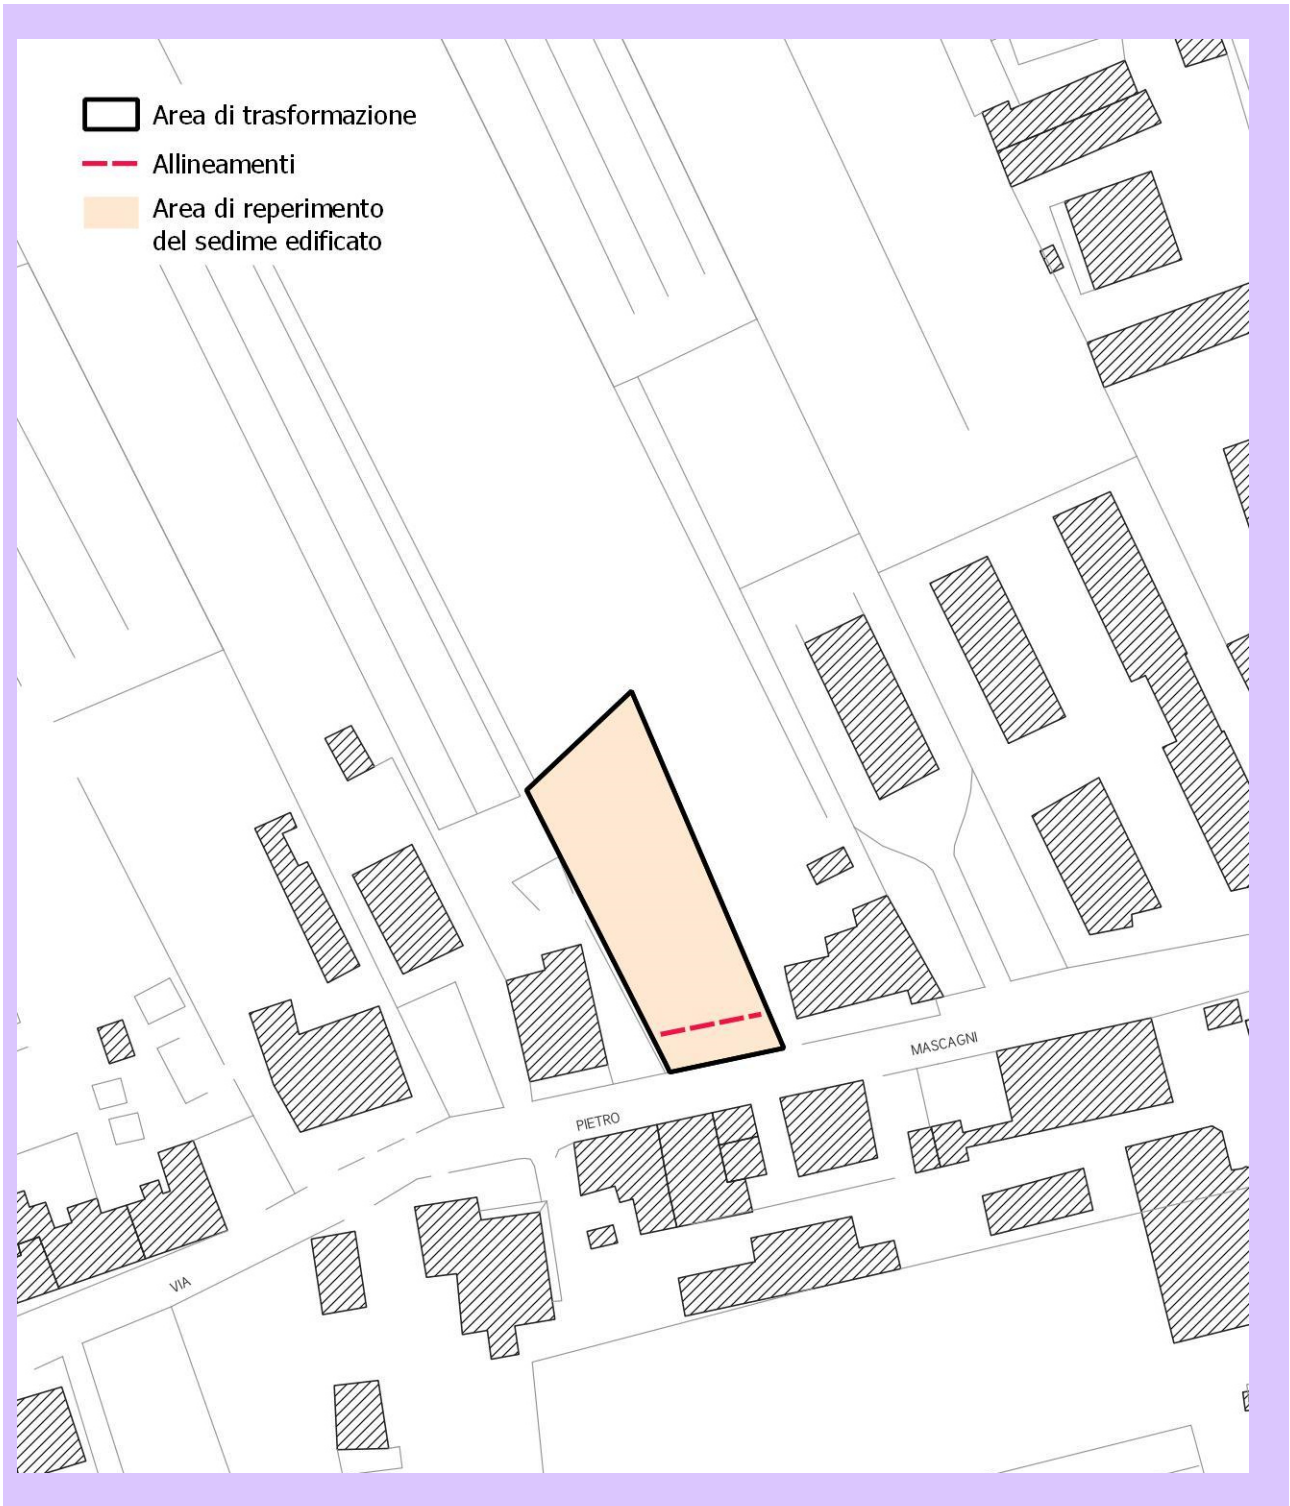 Area di trasformazione
Allineamenti
Area di reperimento
del sedime edificato
MASCAGNI
PIETRO
VIA